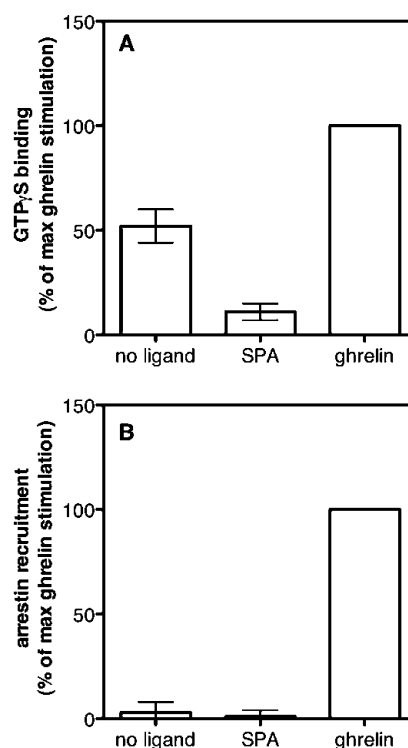 A
GTPγS binding
(% of max ghrelin stimulation)
150
100
50
0
no ligand SPA ghrelin
B
arrestin recruitment
(% of max ghrelin stimulation)
150
100
50
0
no ligand SPA ghrelin